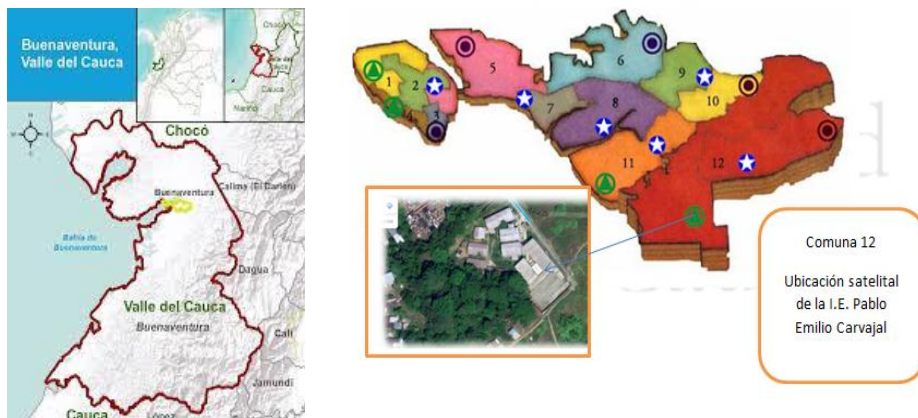 Buenaventura,
Valle del Cauca
Chocó
Cauca
Nariño
Chocó
Buenaventura
Calima (El Darién)
Bahía de
Buenaventura
Dagua
Valle del Cauca
Buenaventura
Cali
Jamundí
Cauca
López
1
2
3
5
6
7
8
9
10
11
12
Comuna 12
Ubicación satelital
de la I.E. Pablo
Emilio Carvajal